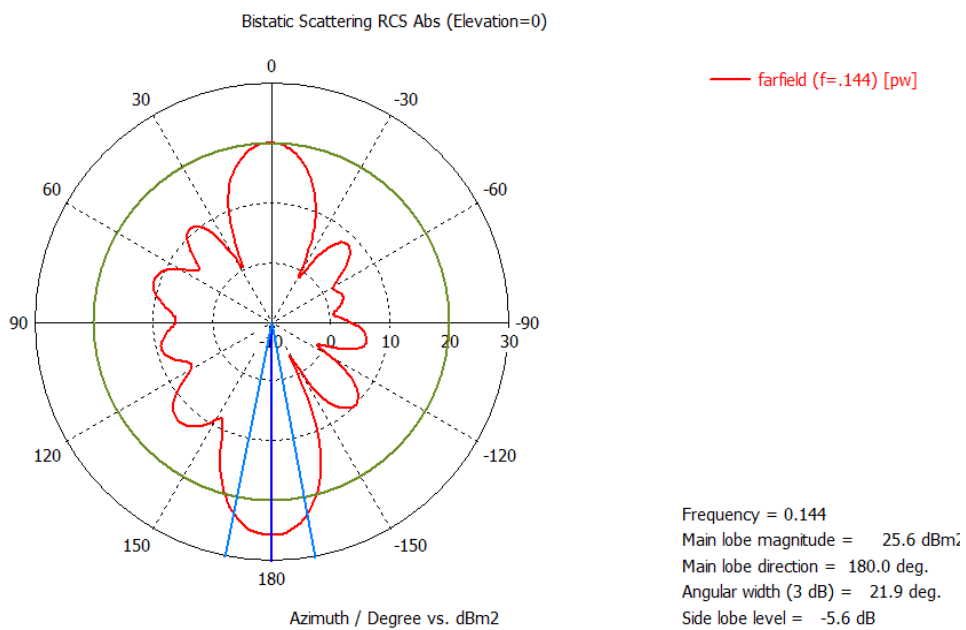 Bistatic Scattering RCS Abs (Elevation=0)
0
farfield (f=.144) [pw]
30
-30
60
-60
90
-10
0
10
20
30
-90
120
-120
150
-150
180
Frequency = 0.144
Main lobe magnitude = 25.6 dBm2
Main lobe direction = 180.0 deg.
Angular width (3 dB) = 21.9 deg.
Side lobe level = -5.6 dB
Azimuth / Degree vs. dBm2